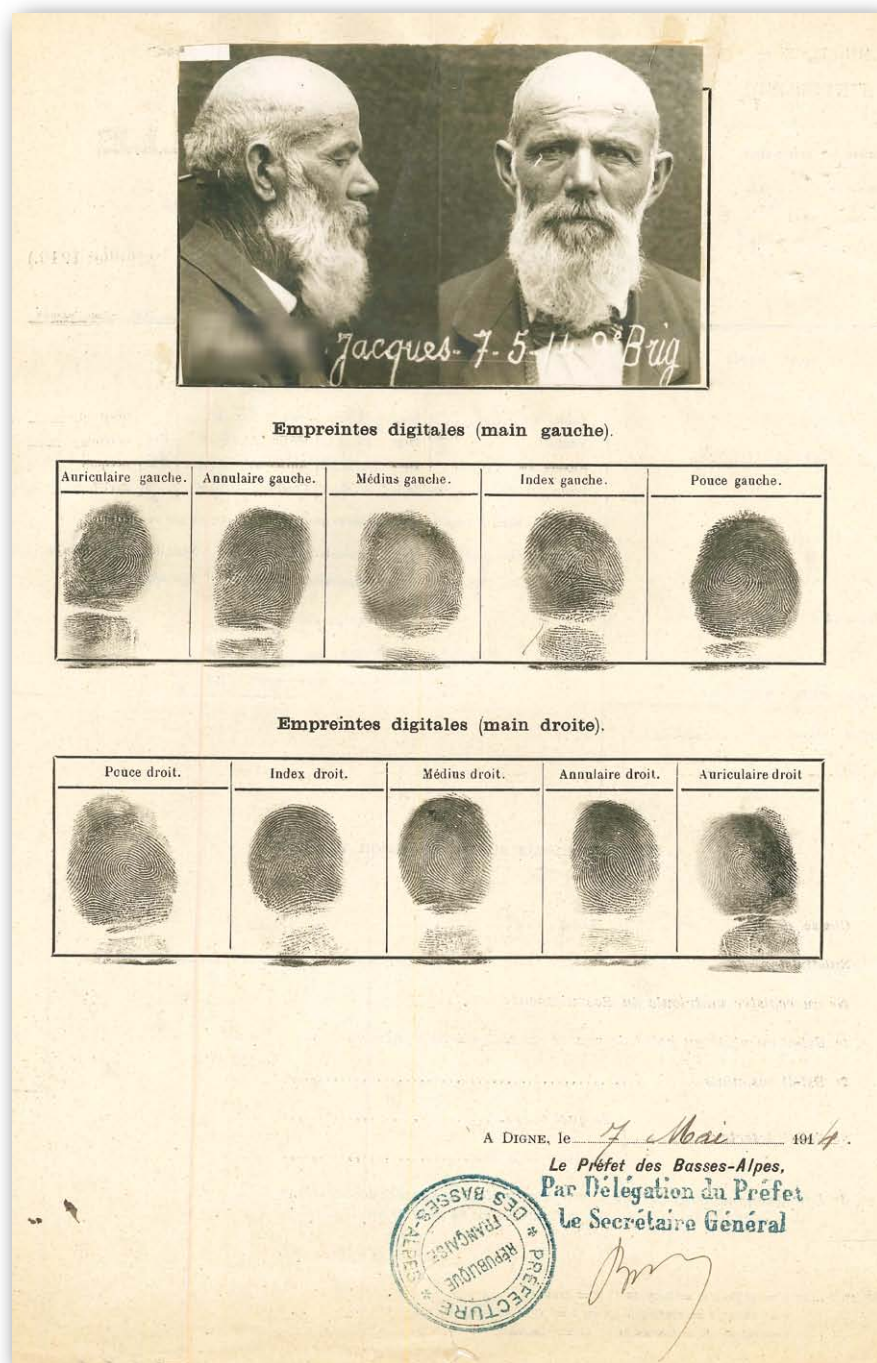 Jacques - 7-5-14 9e Brig
Empreintes digitales (main gauche).
Auriculaire gauche. Annulaire gauche. Médius gauche. Index gauche. Pouce gauche.
Empreintes digitales (main droite).
Pouce droit. Index droit. Médius droit. Annulaire droit. Auriculaire droit
A DIGNE, le 7 Mai 1914.
Le Préfet des Basses-Alpes,
Par Délégation du Préfet
Le Secrétaire Général
PRÉFECTURE * DES BASSES-ALPES *
RÉPUBLIQUE
FRANÇAISE